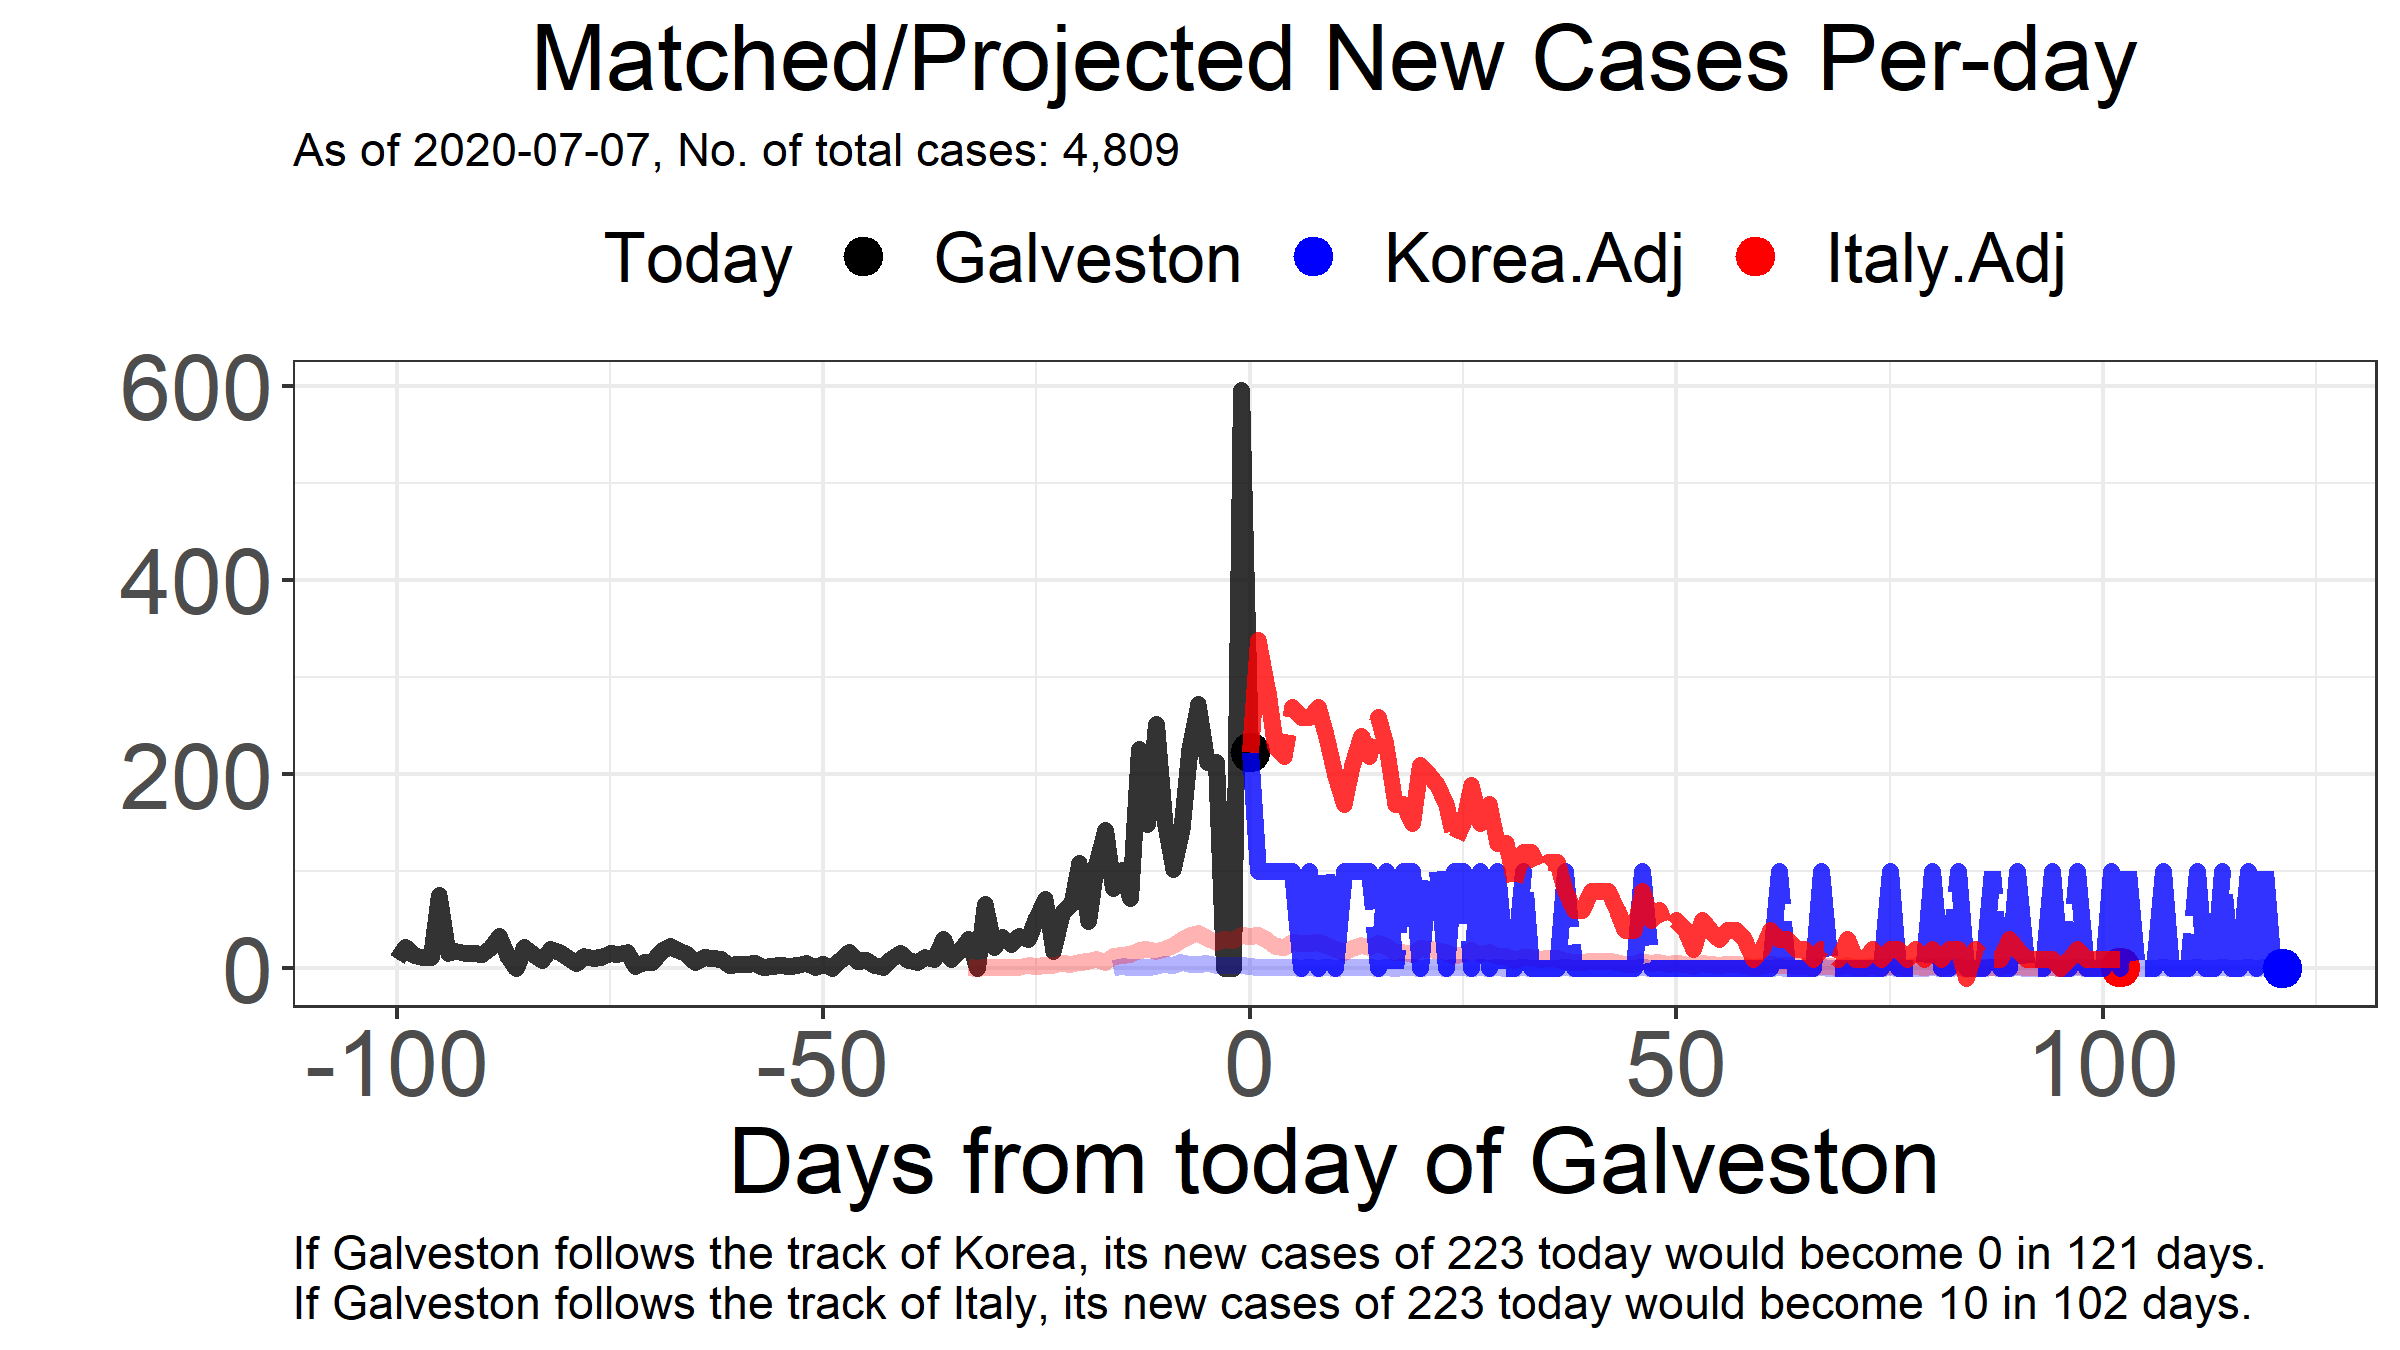 Matched/Projected New Cases Per-day
As of 2020-07-07, No. of total cases: 4,809
Today Galveston Korea.Adj Italy.Adj
600
400
200
0
-100 -50 0 50 100
Days from today of Galveston
If Galveston follows the track of Korea, its new cases of 223 today would become 0 in 121 days.
If Galveston follows the track of Italy, its new cases of 223 today would become 10 in 102 days.